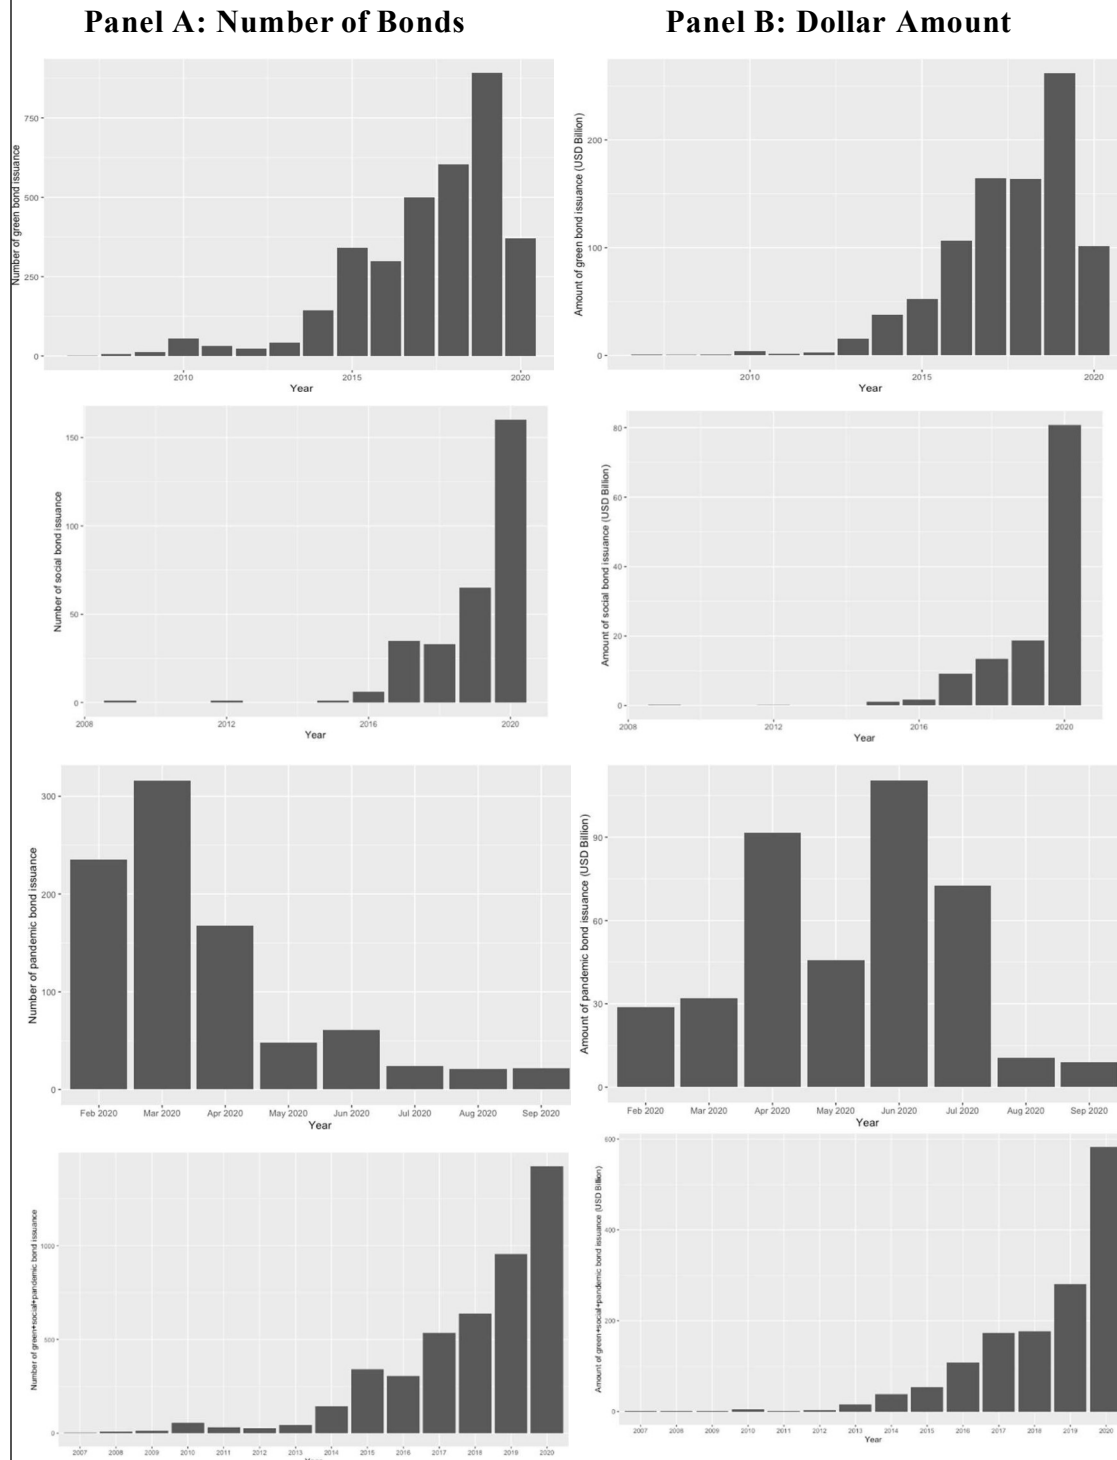 Panel A: Number of Bonds
Panel B: Dollar Amount
Number of green bond issuance
750
500
250
0
2010
2015
2020
Year
Amount of green bond issuance (USD Billion)
200
100
0
2010
2015
2020
Year
Number of social bond issuance
150
100
50
0
2008
2012
2016
2020
Year
Amount of social bond issuance (USD Billion)
80
60
40
20
0
2008
2012
2016
2020
Year
Number of pandemic bond issuance
300
200
100
0
Feb 2020
Mar 2020
Apr 2020
May 2020
Jun 2020
Jul 2020
Aug 2020
Sep 2020
Year
Amount of pandemic bond issuance (USD Billion)
90
60
30
0
Feb 2020
Mar 2020
Apr 2020
May 2020
Jun 2020
Jul 2020
Aug 2020
Sep 2020
Year
Number of green+social+pandemic bond issuance
1000
500
0
2007
2008
2009
2010
2011
2012
2013
2014
2015
2016
2017
2018
2019
2020
Year
Amount of green+social+pandemic bond issuance (USD Billion)
600
400
200
0
2007
2008
2009
2010
2011
2012
2013
2014
2015
2016
2017
2018
2019
2020
Year